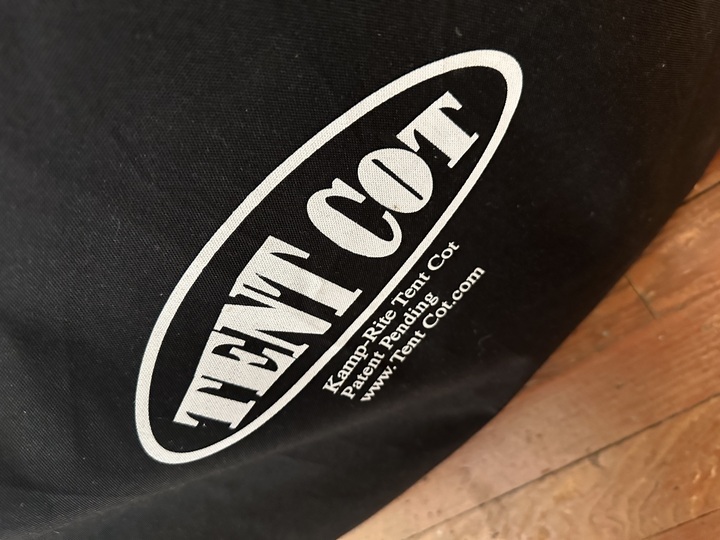 TENT COT
Kamp-Rite Tent Cot
Patent Pending
www.Tent Cot.com